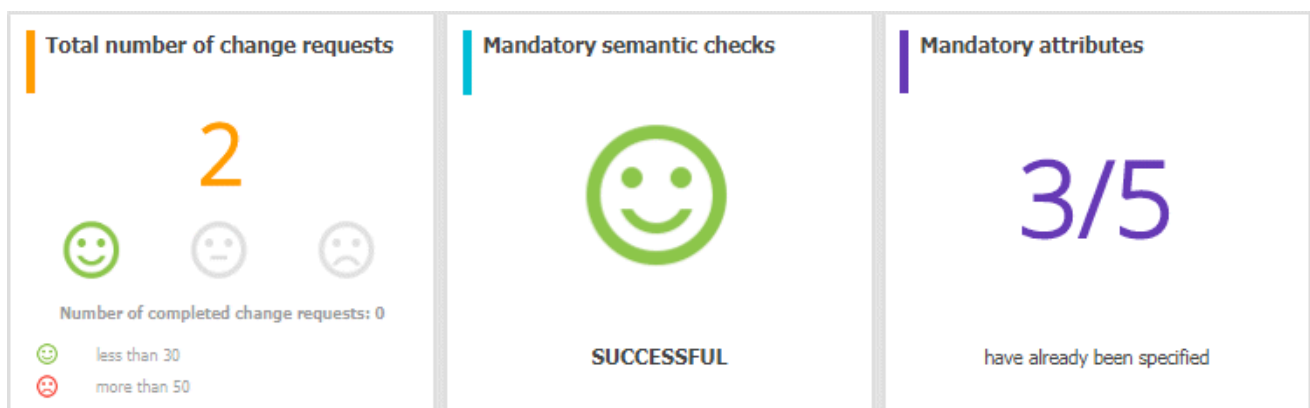 Total number of change requests
2
Number of completed change requests: 0
less than 30
more than 50
Mandatory semantic checks
SUCCESSFUL
Mandatory attributes
3/5
have already been specified